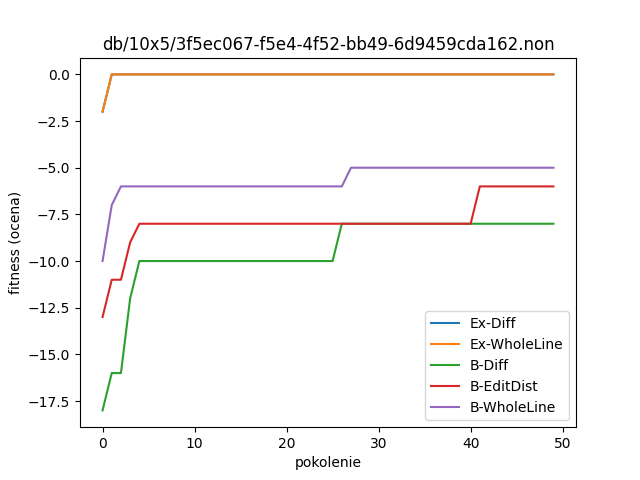 db/10x5/3f5ec067-f5e4-4f52-bb49-6d9459cda162.non
fitness (ocena)
0.0
−2.5
−5.0
−7.5
−10.0
−12.5
−15.0
−17.5
Ex-Diff
Ex-WholeLine
B-Diff
B-EditDist
B-WholeLine
0 10 20 30 40 50
pokolenie